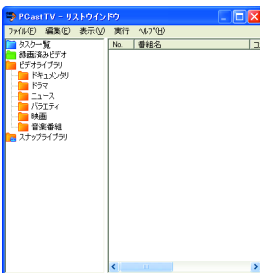 PCastTV - リストウインドウ
ファイル(F) 編集(E) 表示(V) 実行 ヘルプ(H)
タスク一覧
録画済みビデオ
ビデオライブラリ
ドキュメンタリ
ドラマ
ニュース
バラエティ
映画
音楽番組
スナップライブラリ
No. 番組名 コ